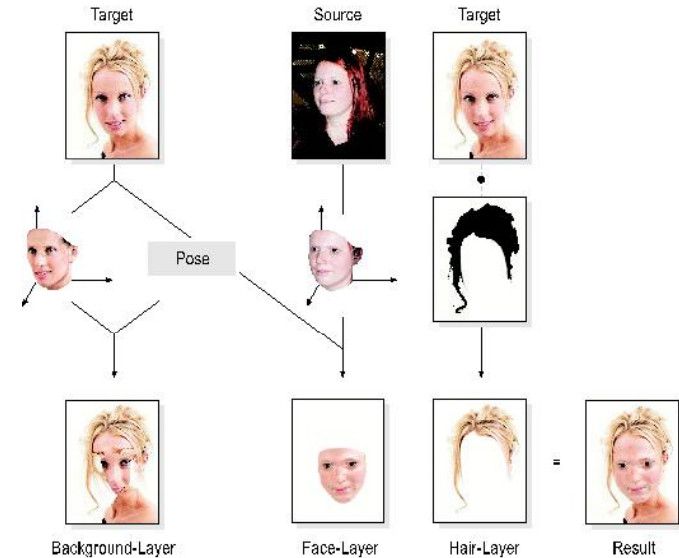 Target
Source
Target
Pose
=
Background-Layer
Face-Layer
Hair-Layer
Result